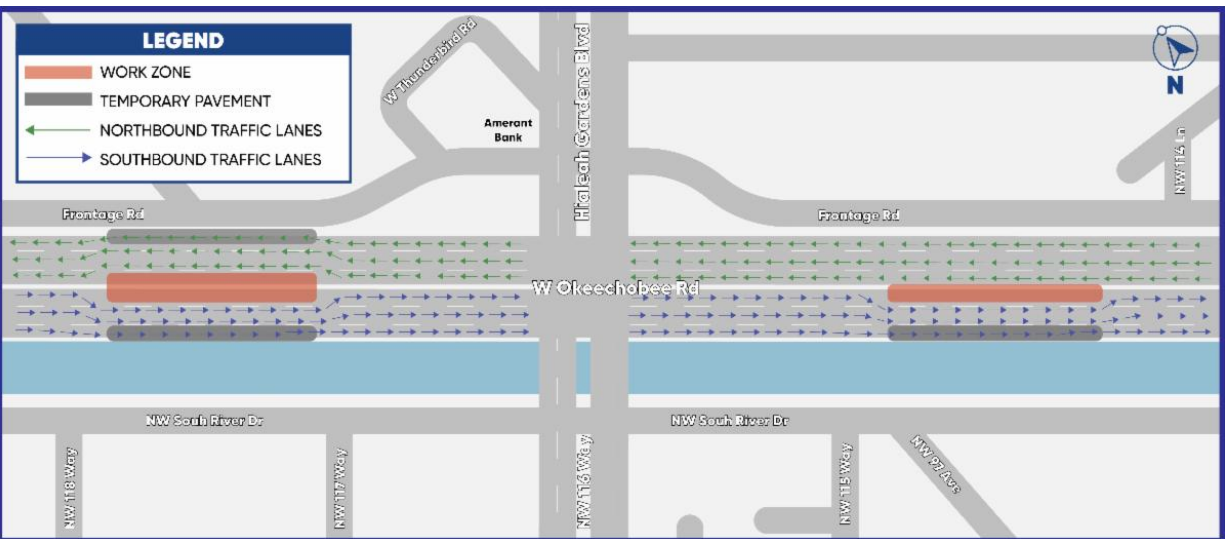 LEGEND
WORK ZONE
TEMPORARY PAVEMENT
NORTHBOUND TRAFFIC LANES
SOUTHBOUND TRAFFIC LANES
W Thunderbird Rd
Amerant
Bank
Hialeah Gardens Blvd
N
NW 114 Ln
Frontage Rd
Frontage Rd
W Okeechobee Rd
NW Souh River Dr
NW Souh River Dr
NW 118 Way
NW 117 Way
NW 116 Way
NW 115 Way
NW 97 Ave